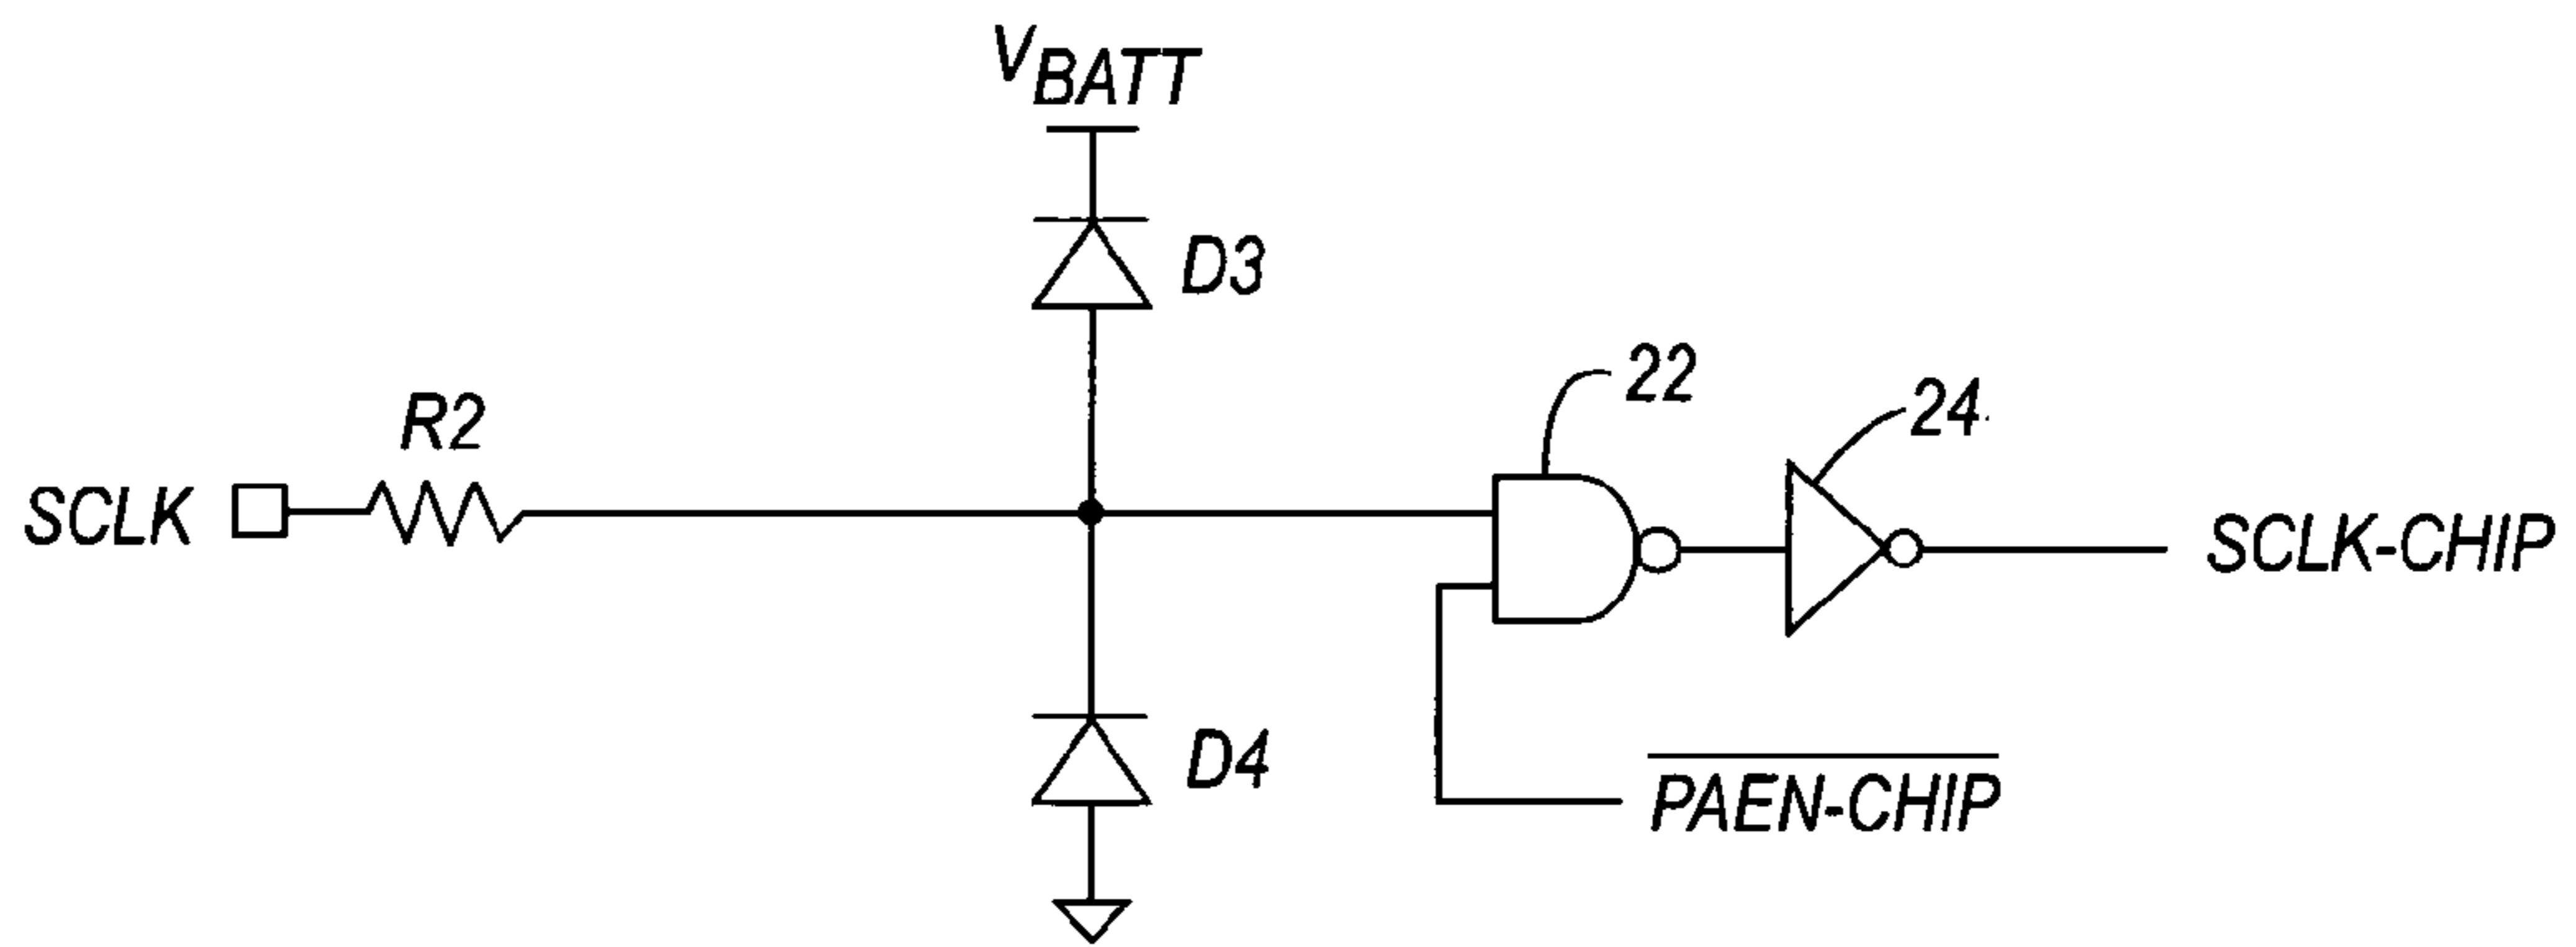 VBATT
D3
22
24
R2
SCLK
SCLK-CHIP
D4
PAEN-CHIP